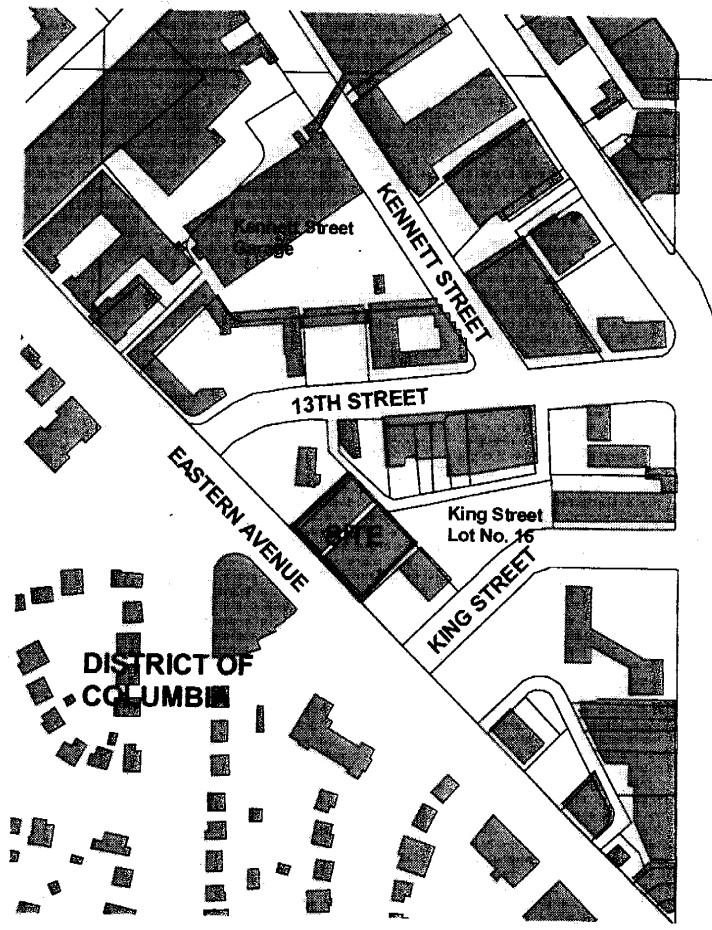 Kennett Street
Garage
KENNETT STREET
13TH STREET
EASTERN AVENUE
SITE
King Street
Lot No. 16
KING STREET
DISTRICT OF
COLUMBIA